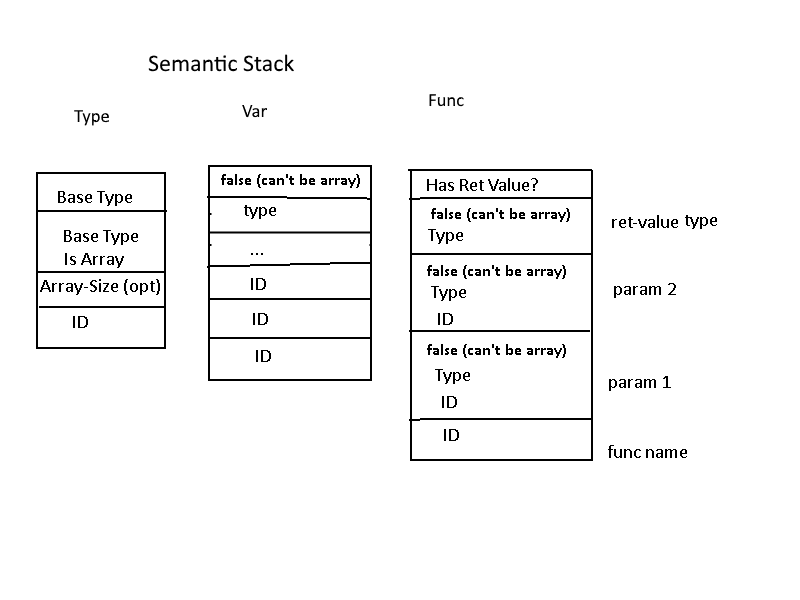 Semantic Stack
Type
Base Type
Base Type
Is Array
Array-Size (opt)
ID
Var
false (can't be array)
type
...
ID
ID
ID
Func
Has Ret Value?
false (can't be array)
Type
ret-value type
false (can't be array)
Type
ID
param 2
false (can't be array)
Type
ID
param 1
ID
func name